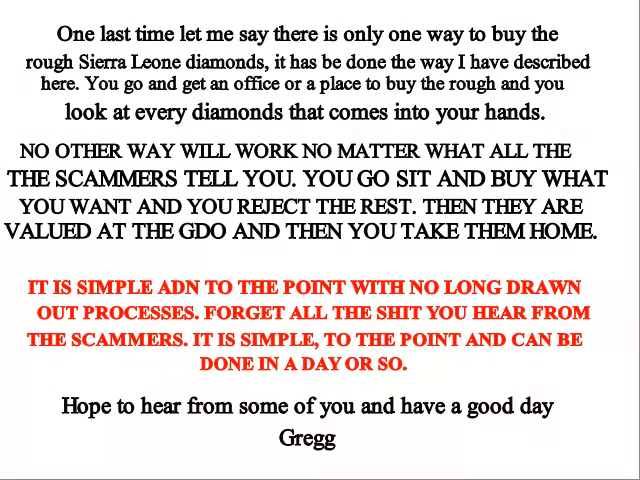 One last time let me say there is only one way to buy the
rough Sierra Leone diamonds, it has be done the way I have described
here. You go and get an office or a place to buy the rough and you
look at every diamonds that comes into your hands.
NO OTHER WAY WILL WORK NO MATTER WHAT ALL THE
THE SCAMMERS TELL YOU. YOU GO SIT AND BUY WHAT
YOU WANT AND YOU REJECT THE REST. THEN THEY ARE
VALUED AT THE GDO AND THEN YOU TAKE THEM HOME.
IT IS SIMPLE ADN TO THE POINT WITH NO LONG DRAWN
OUT PROCESSES. FORGET ALL THE SHIT YOU HEAR FROM
THE SCAMMERS. IT IS SIMPLE, TO THE POINT AND CAN BE
DONE IN A DAY OR SO.
Hope to hear from some of you and have a good day
Gregg